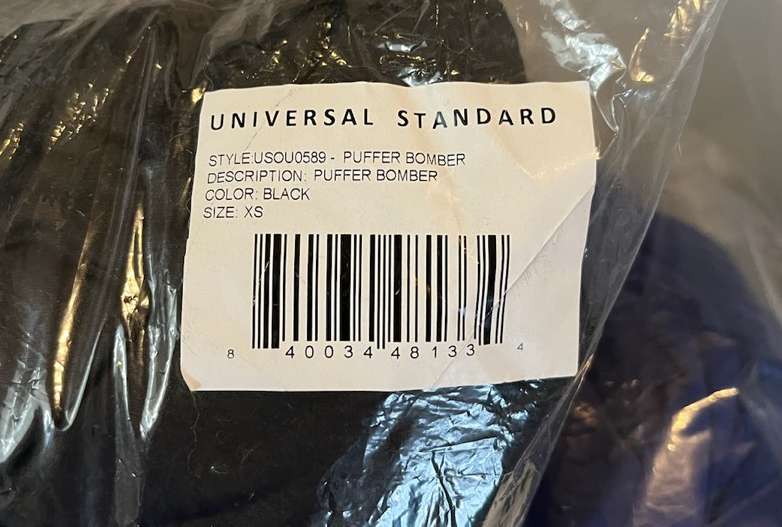 UNIVERSAL STANDARD
STYLE:USOU0589 - PUFFER BOMBER
DESCRIPTION: PUFFER BOMBER
COLOR: BLACK
SIZE: XS
8 40034 48133 4